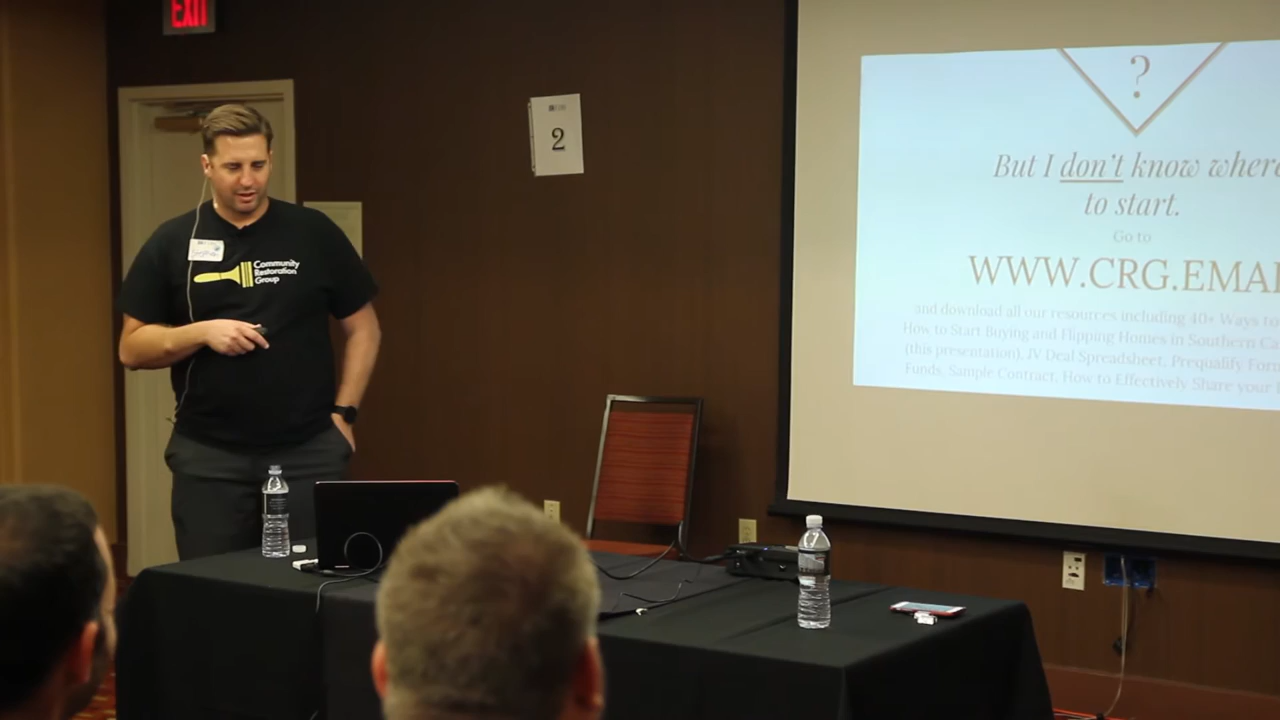 EXIT
2
Community
Restoration
Group
?
But I don't know where
to start.
Go to
WWW.CRG.EMAI
and download all our resources including 40+ Ways to
How to Start Buying and Flipping Homes in Southern Ca
(this presentation), JV Deal Spreadsheet, Prequalify Form
Funds, Sample Contract, How to Effectively Share your